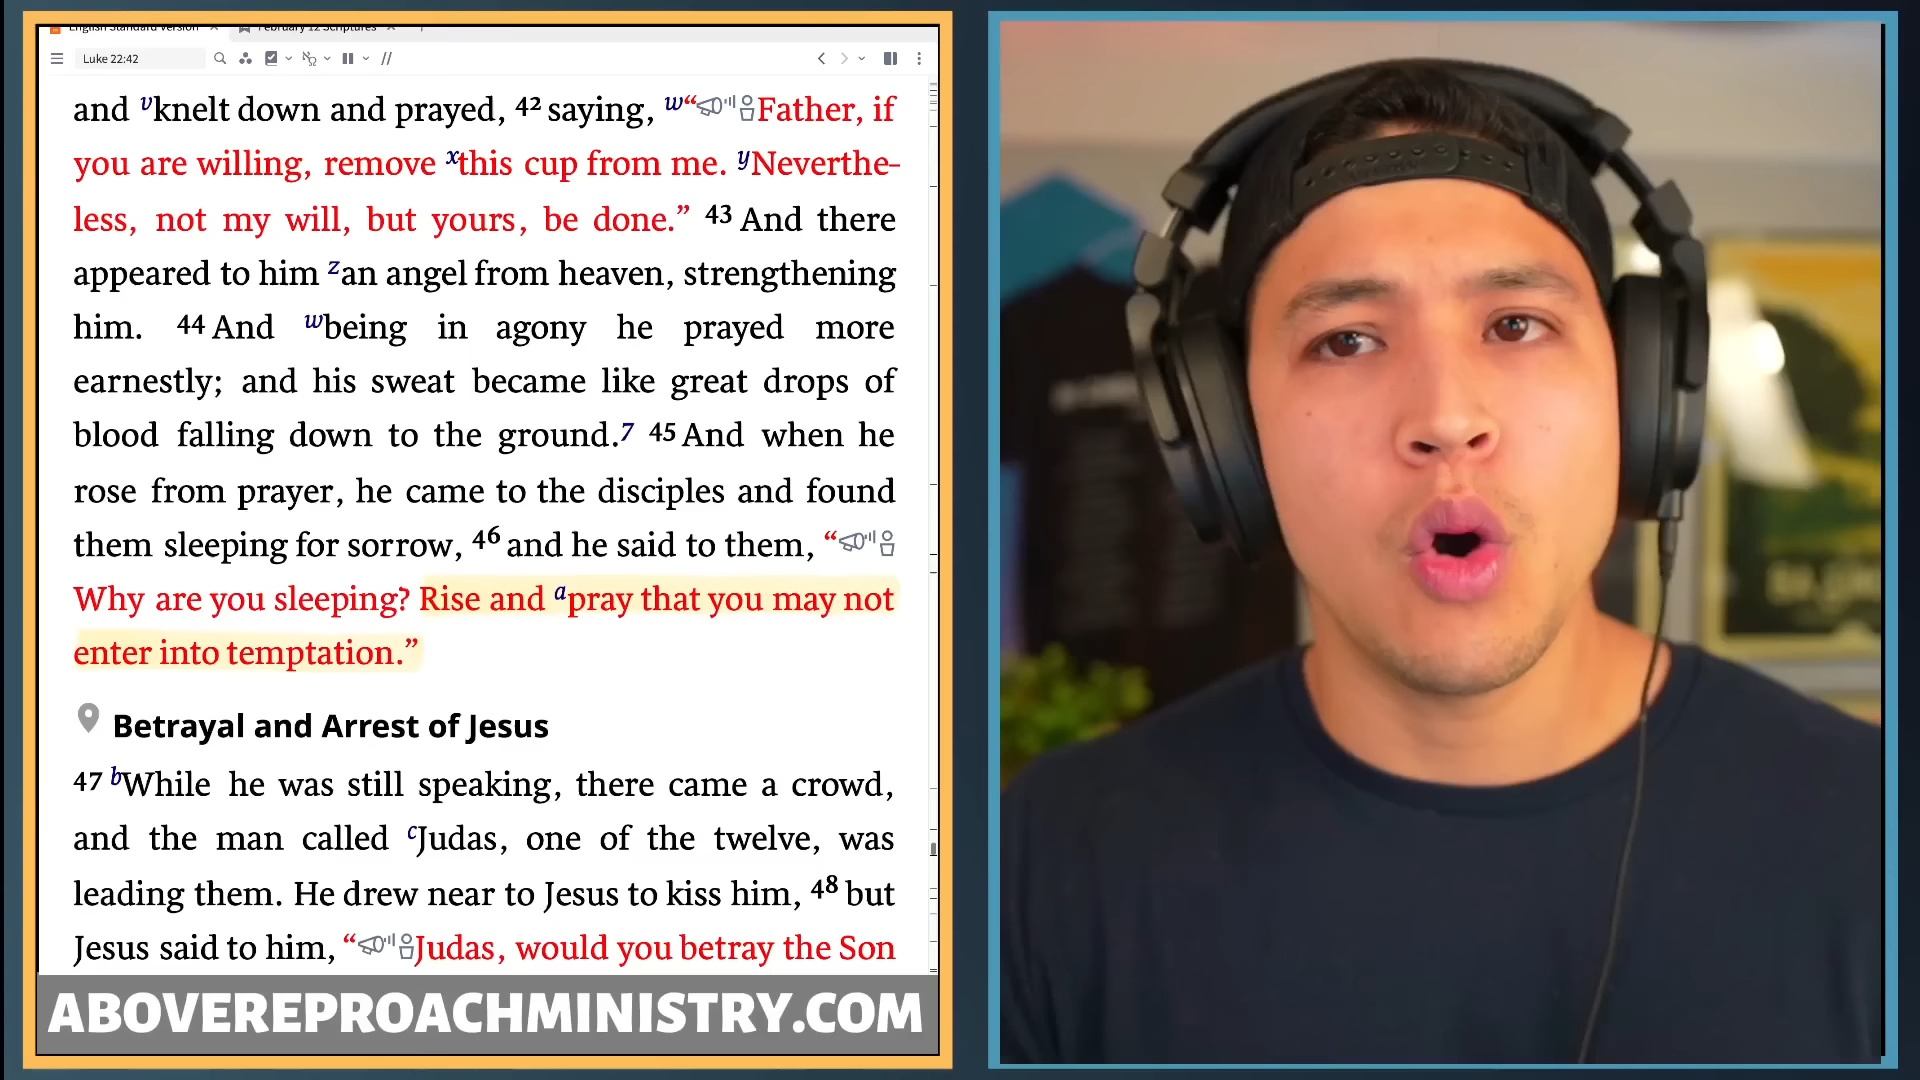 English Standard Version
February 12 Scriptures
Luke 22:42
and vknelt down and prayed, 42 saying, w“Father, if
you are willing, remove xthis cup from me. yNeverthe-
less, not my will, but yours, be done.” 43 And there
appeared to him zan angel from heaven, strengthening
him. 44 And wbeing in agony he prayed more
earnestly; and his sweat became like great drops of
blood falling down to the ground.7 45 And when he
rose from prayer, he came to the disciples and found
them sleeping for sorrow, 46 and he said to them, “
Why are you sleeping? Rise and apray that you may not
enter into temptation.”
Betrayal and Arrest of Jesus
47 bWhile he was still speaking, there came a crowd,
and the man called cJudas, one of the twelve, was
leading them. He drew near to Jesus to kiss him, 48 but
Jesus said to him, “Judas, would you betray the Son
ABOVEREPROACHMINISTRY.COM